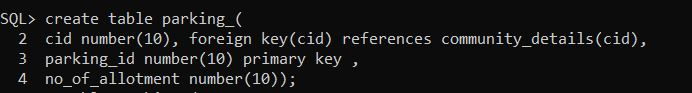 SQL> create table parking_(
2 cid number(10), foreign key(cid) references community_details(cid),
3 parking_id number(10) primary key ,
4 no_of_allotment number(10));